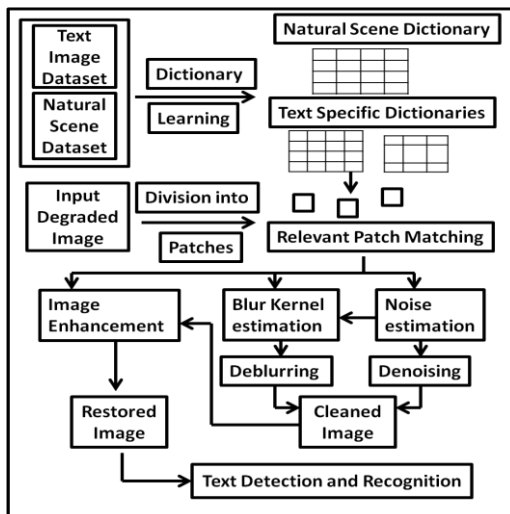 Text
Image
Dataset
Natural
Scene
Dataset
Dictionary
Learning
Natural Scene Dictionary
Text Specific Dictionaries
Input
Degraded
Image
Division into
Patches
Relevant Patch Matching
Image
Enhancement
Blur Kernel
estimation
Noise
estimation
Deblurring
Denoising
Restored
Image
Cleaned
Image
Text Detection and Recognition